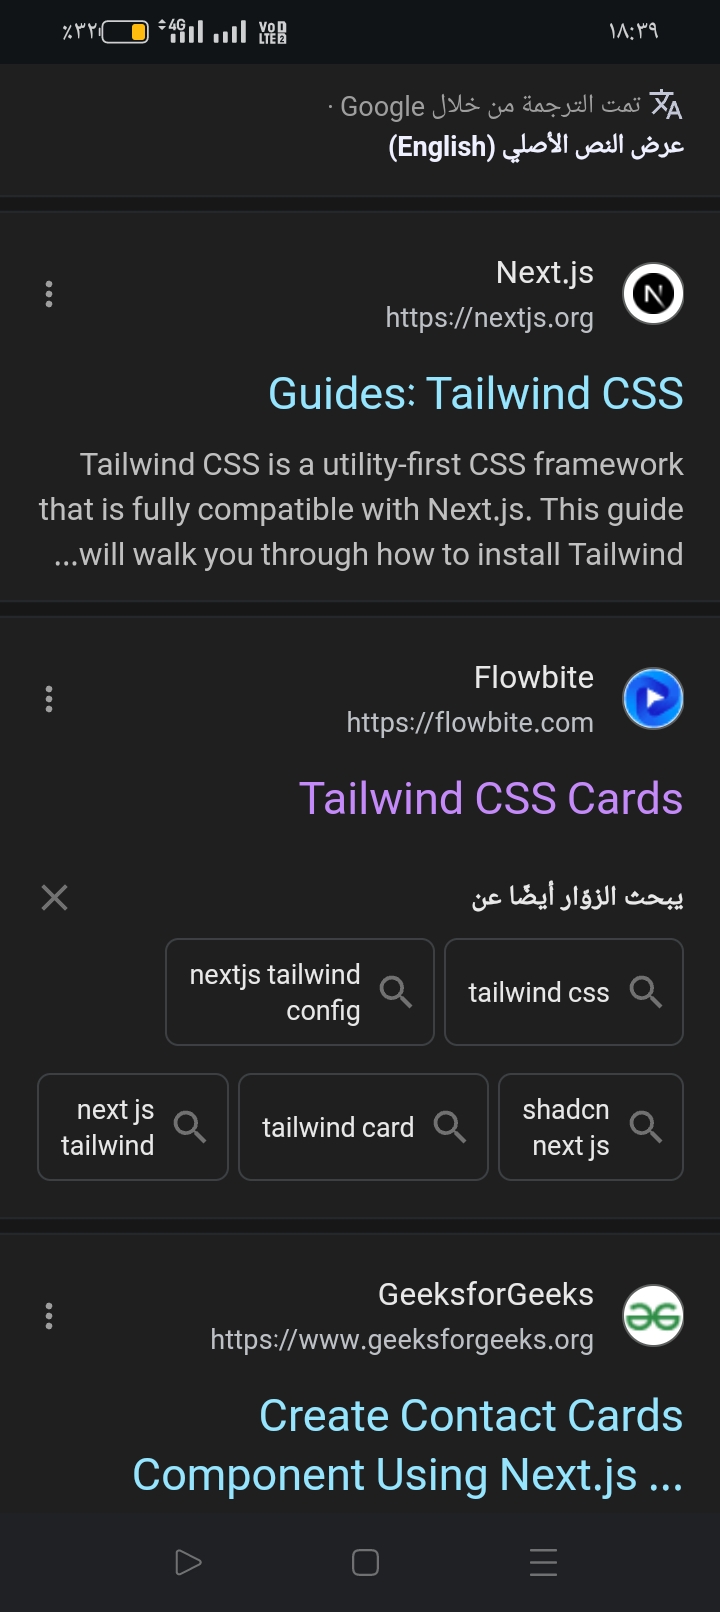 ٪٣٢ 4G VoD LTE2 ١٨:٣٩
تمت الترجمة من خلال Google ·
عرض النص الأصلي (English)
Next.js
https://nextjs.org
Guides: Tailwind CSS
Tailwind CSS is a utility-first CSS framework
that is fully compatible with Next.js. This guide
will walk you through how to install Tailwind...
Flowbite
https://flowbite.com
Tailwind CSS Cards
يبحث الزوّار أيضًا عن
tailwind css
nextjs tailwind
config
shadcn
next js
tailwind card
next js
tailwind
GeeksforGeeks
https://www.geeksforgeeks.org
Create Contact Cards
Component Using Next.js ...